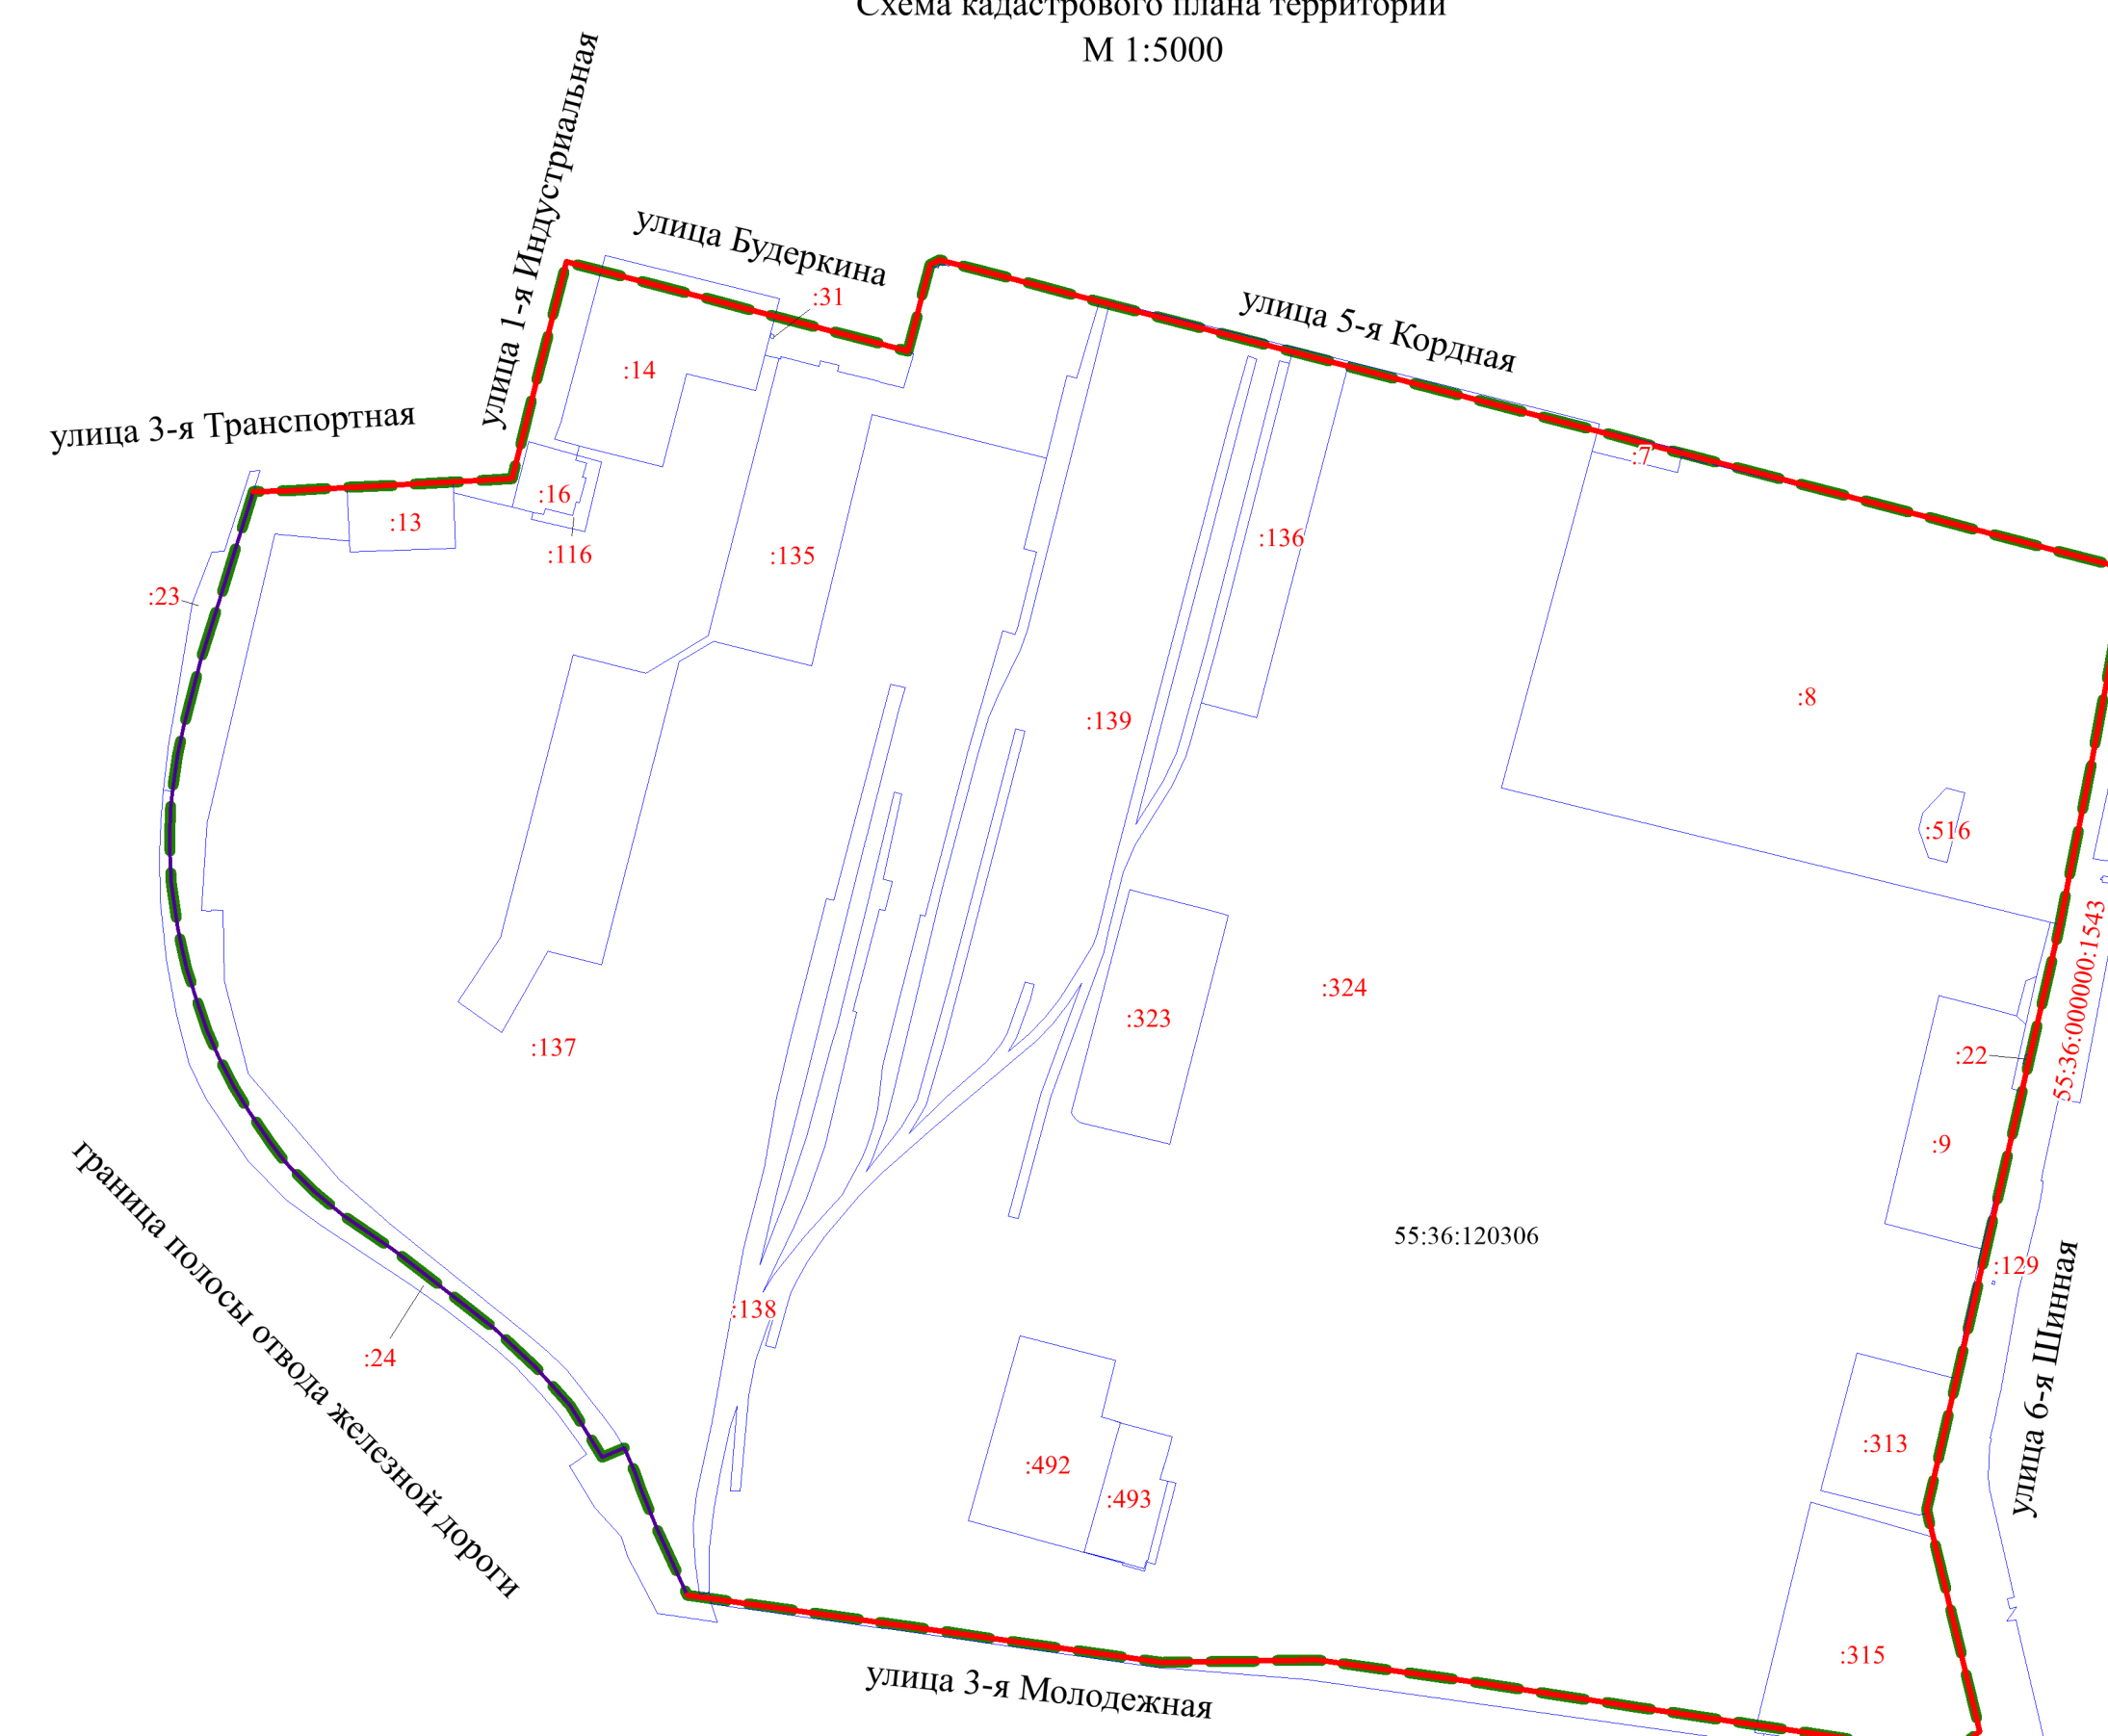 Схема кадастрового плана территории
М 1:5000
улица 1-я Индустриальная
улица Будеркина
:31
улица 5-я Кордная
:14
улица 3-я Транспортная
:7
:16
:13
:136
:116
:135
:23
:8
:139
:516
:324
:323
55:36:000000:1543
:137
:22
:9
граница полосы отвода железной дороги
55:36:120306
:129
:138
:24
улица 6-я Шинная
:313
:492
:493
:315
улица 3-я Молодежная